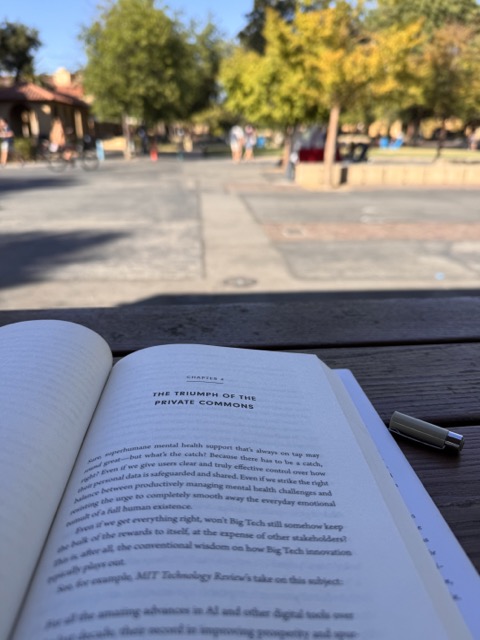 CHAPTER 4
THE TRIUMPH OF THE
PRIVATE COMMONS
Sure, superhumane mental health support that's always on tap may
sound great—but what's the catch? Because there has to be a catch,
right? Even if we give users clear and truly effective control over how
their personal data is safeguarded and shared. Even if we strike the right
balance between productively managing mental health challenges and
resisting the urge to completely smooth away the everyday emotional
tumult of a full human existence.
Even if we get everything right, won't Big Tech still somehow keep
the bulk of the rewards to itself, at the expense of other stakeholders?
This is, after all, the conventional wisdom on how Big Tech innovation
typically plays out.
See, for example, MIT Technology Review's take on this subject:
For all the amazing advances in AI and other digital tools over
last decade, their record in improving prosperity and